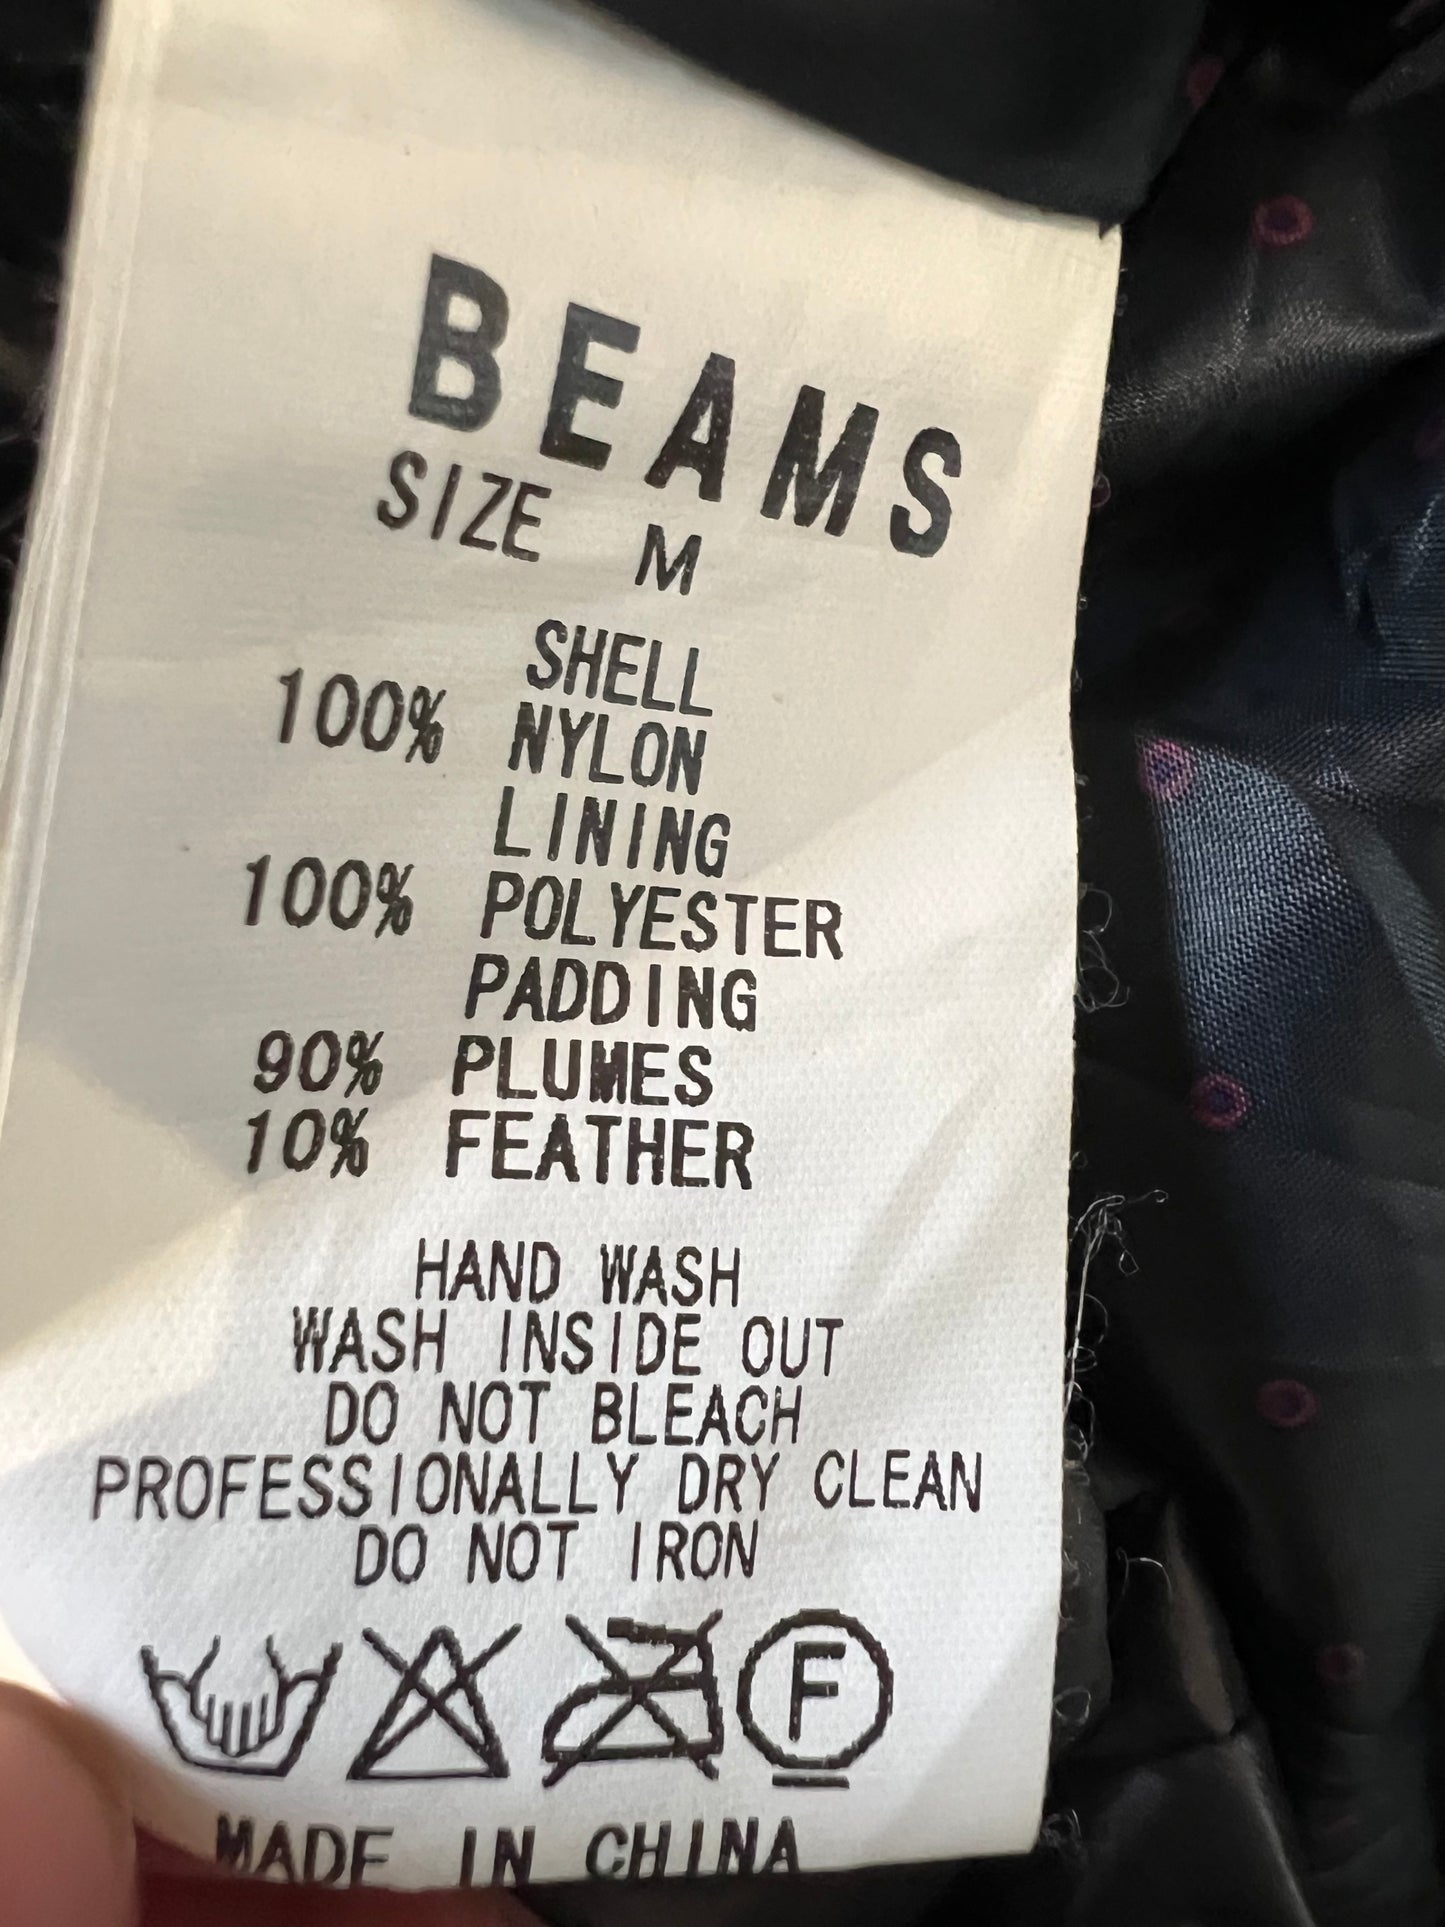 BEAMS
SIZE M
SHELL
100% NYLON
LINING
100% POLYESTER
PADDING
90% PLUMES
10% FEATHER
HAND WASH
WASH INSIDE OUT
DO NOT BLEACH
PROFESSIONALLY DRY CLEAN
DO NOT IRON
F
MADE IN CHINA